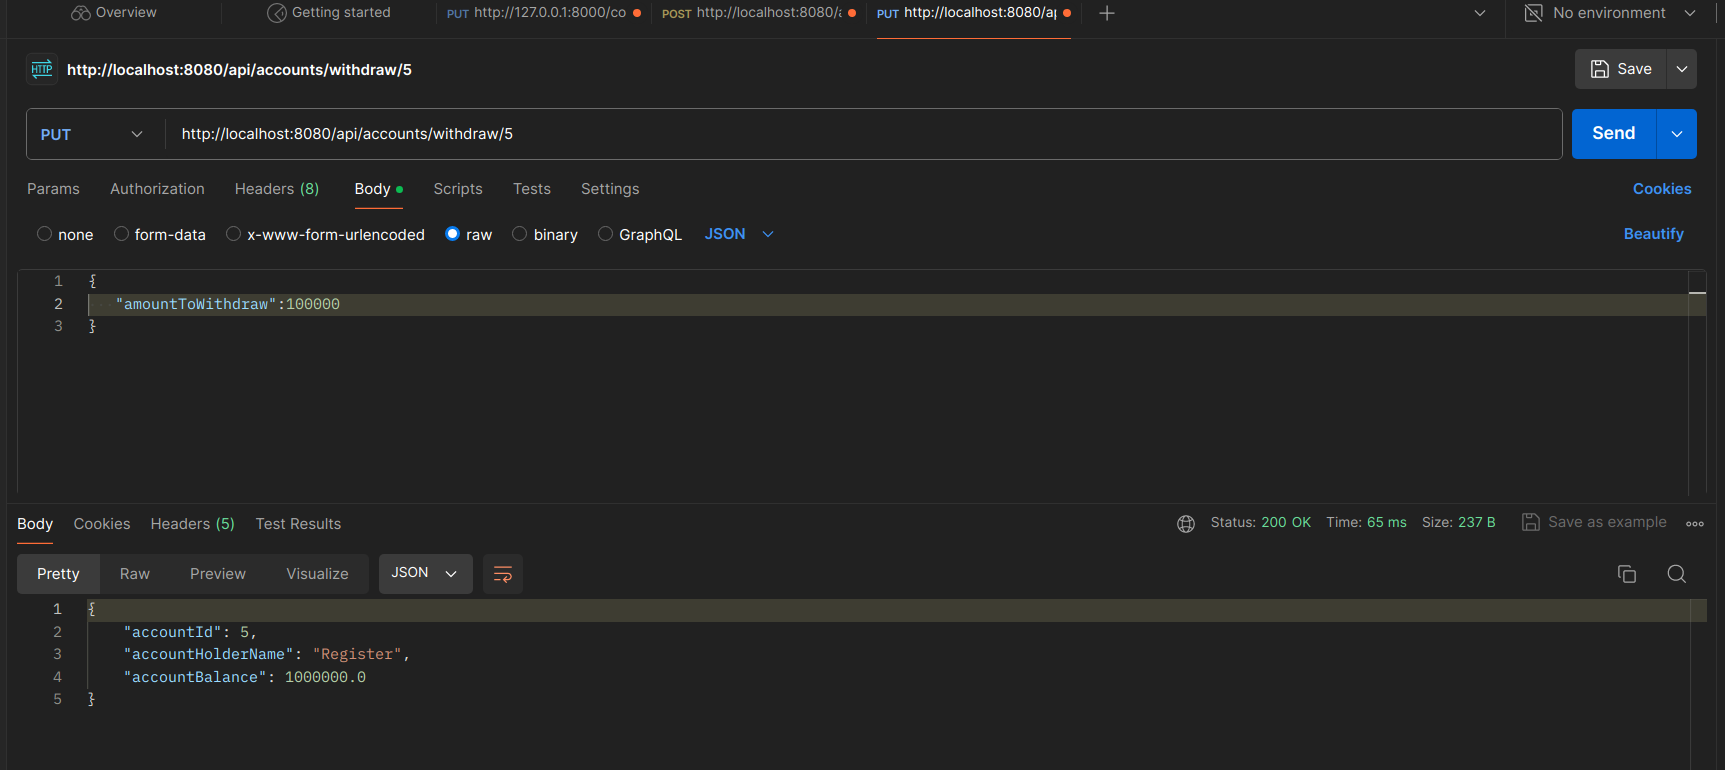 Overview
Getting started
PUT http://127.0.0.1:8000/co
POST http://localhost:8080/a
PUT http://localhost:8080/ap
No environment
HTTP http://localhost:8080/api/accounts/withdraw/5
Save
PUT http://localhost:8080/api/accounts/withdraw/5
Send
Params Authorization Headers (8) Body Scripts Tests Settings Cookies
none form-data x-www-form-urlencoded raw binary GraphQL JSON Beautify
1 {
2 "amountToWithdraw":100000
3 }
Body Cookies Headers (5) Test Results Status: 200 OK Time: 65 ms Size: 237 B Save as example
Pretty Raw Preview Visualize JSON
1 {
2 "accountId": 5,
3 "accountHolderName": "Register",
4 "accountBalance": 1000000.0
5 }